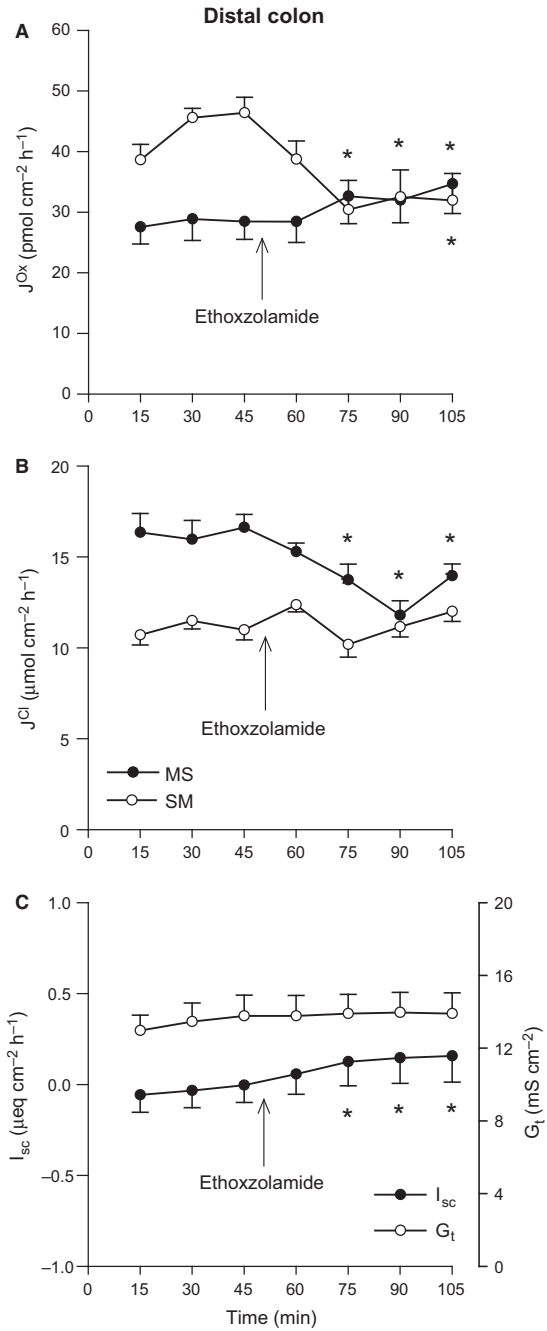 Distal colon
A
60
50
40
30
20
10
0
J^Ox (pmol cm⁻² h⁻¹)
* * *
*
Ethoxzolamide
0 15 30 45 60 75 90 105
B
20
15
10
5
0
J^Cl (µmol cm⁻² h⁻¹)
* * *
Ethoxzolamide
MS
SM
0 15 30 45 60 75 90 105
C
1.0
0.5
0.0
−0.5
−1.0
I_sc (µeq cm⁻² h⁻¹)
20
16
12
8
4
0
G_t (mS cm⁻²)
* * *
Ethoxzolamide
I_sc
G_t
0 15 30 45 60 75 90 105
Time (min)